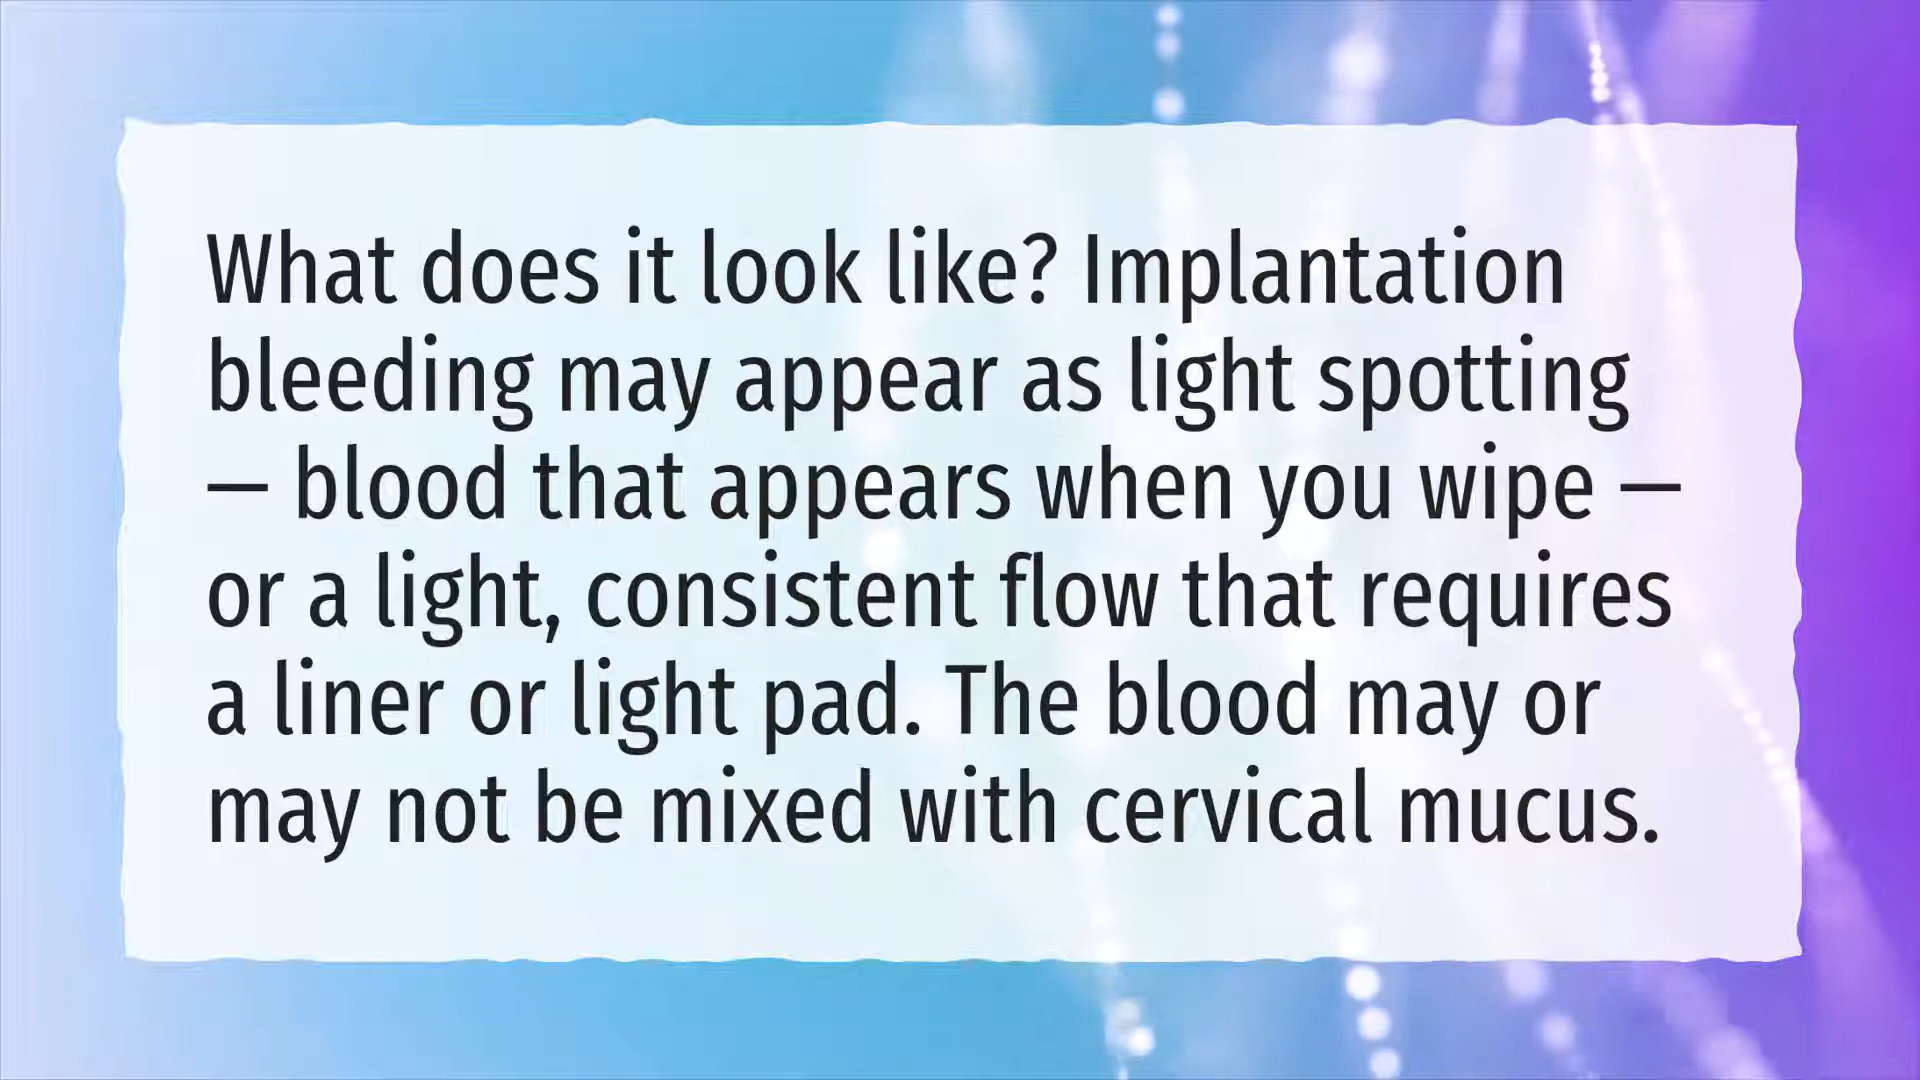 What does it look like? Implantation
bleeding may appear as light spotting
— blood that appears when you wipe —
or a light, consistent flow that requires
a liner or light pad. The blood may or
may not be mixed with cervical mucus.